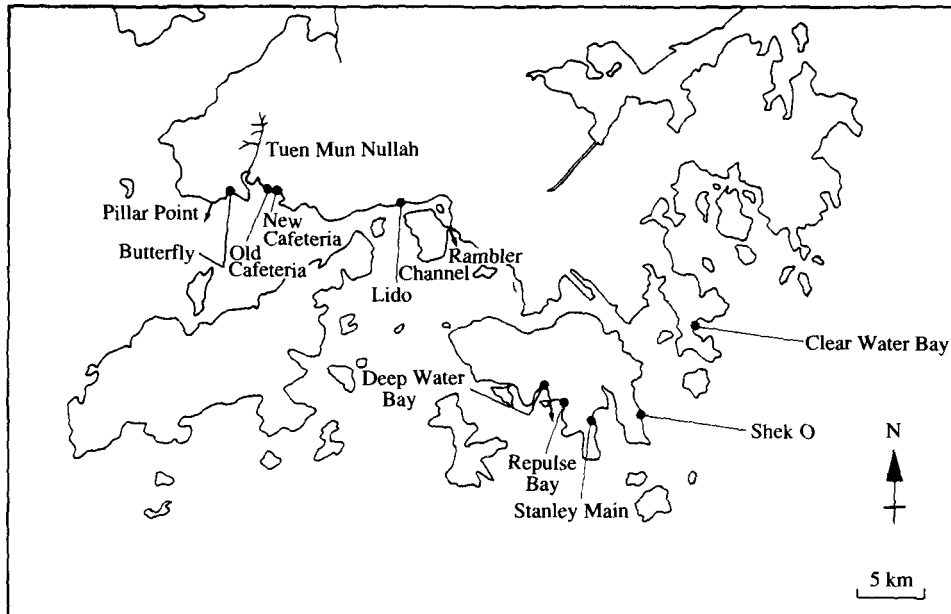 Tuen Mun Nullah
Pillar Point
New
Cafeteria
Butterfly
Old
Cafeteria
Rambler
Channel
Lido
Clear Water Bay
Deep Water
Bay
Shek O
N
Repulse
Bay
Stanley Main
5 km